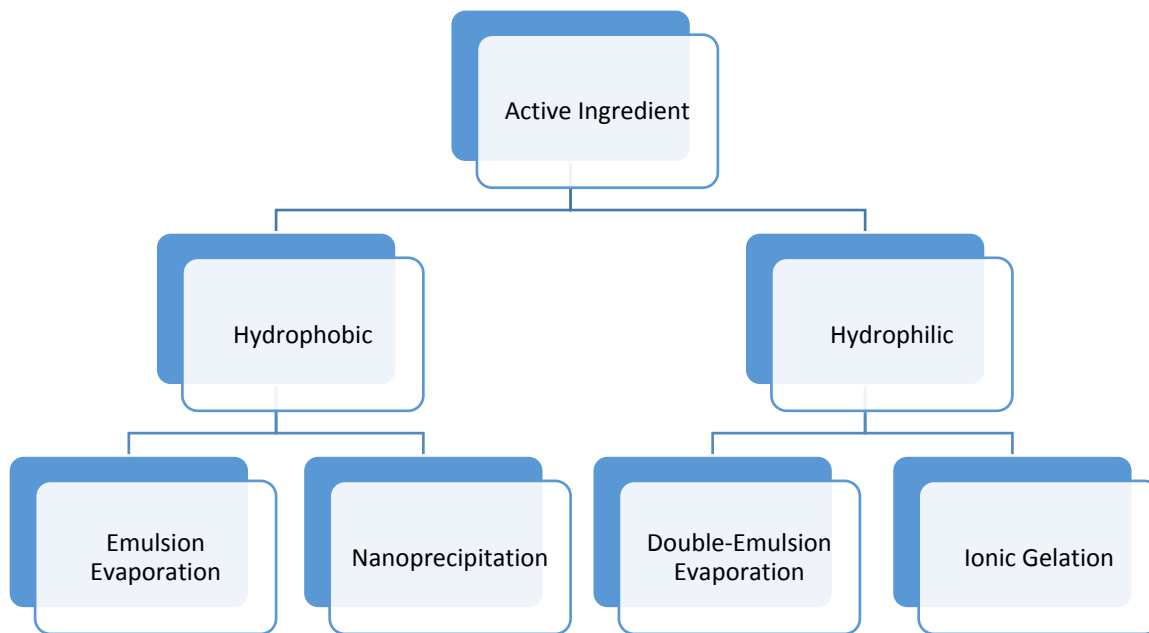 Active Ingredient
Hydrophobic
Hydrophilic
Emulsion
Evaporation
Nanoprecipitation
Double-Emulsion
Evaporation
Ionic Gelation